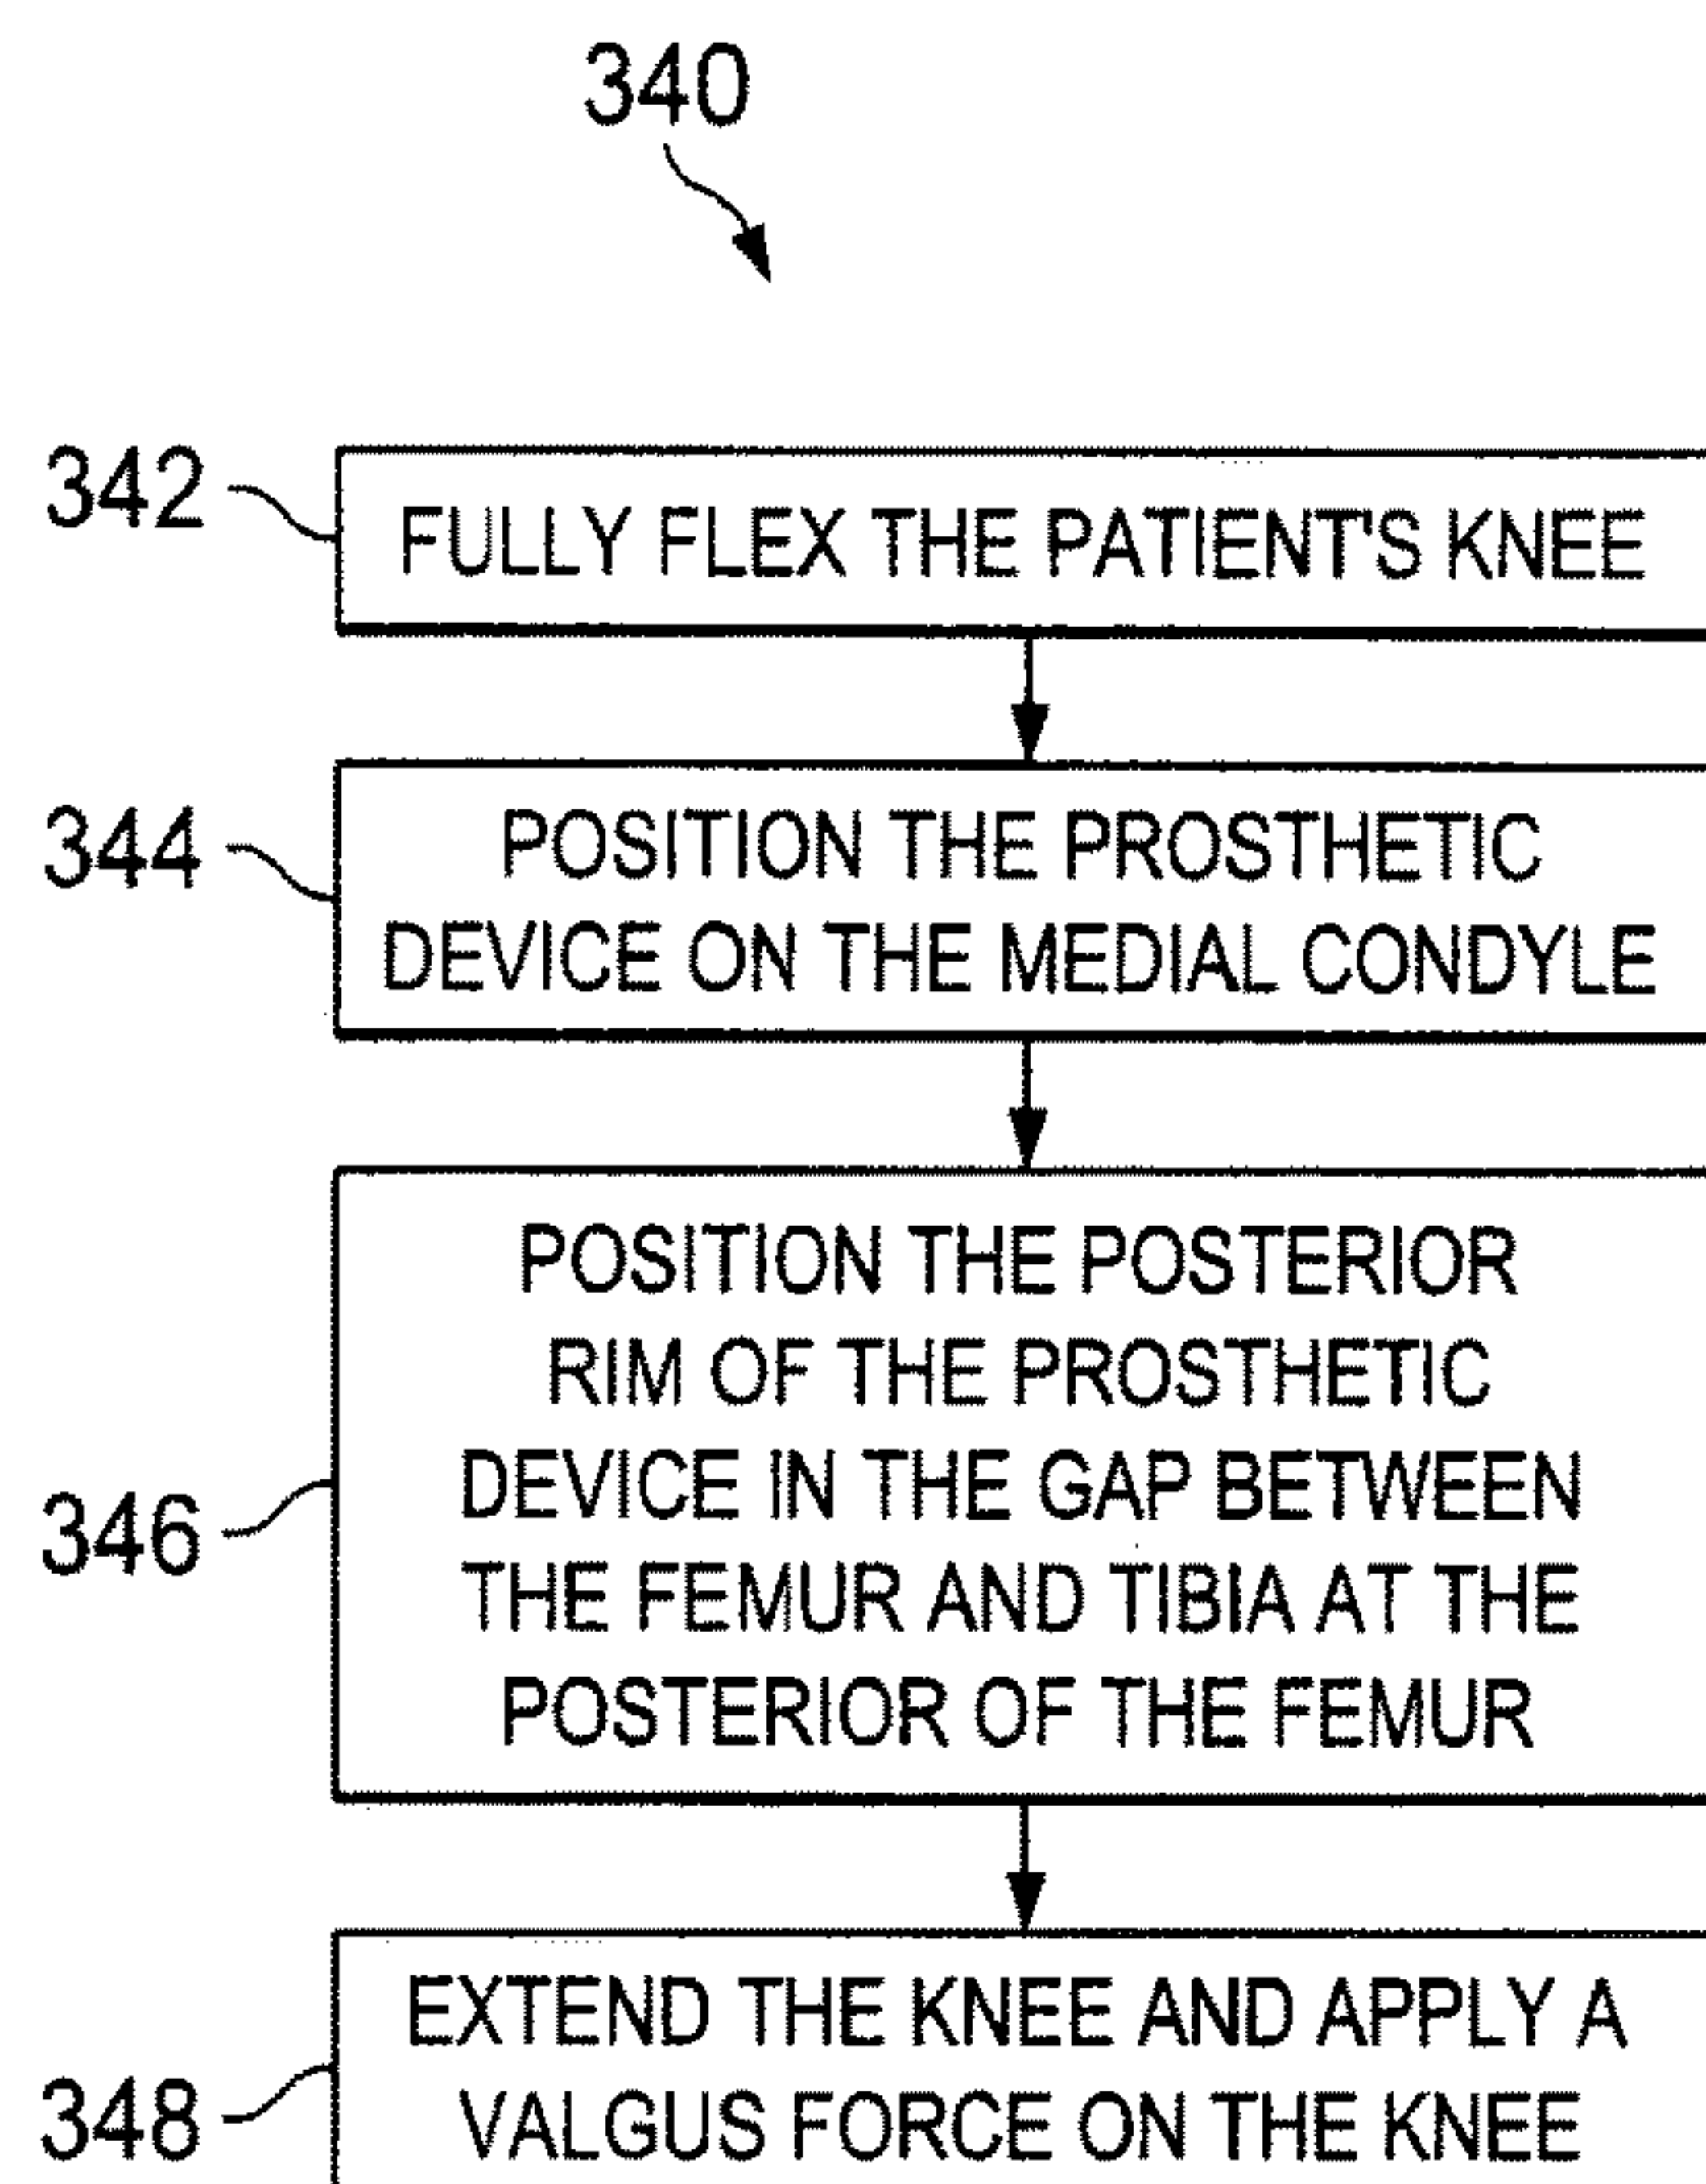 340
342
FULLY FLEX THE PATIENT'S KNEE
344
POSITION THE PROSTHETIC
DEVICE ON THE MEDIAL CONDYLE
346
POSITION THE POSTERIOR
RIM OF THE PROSTHETIC
DEVICE IN THE GAP BETWEEN
THE FEMUR AND TIBIA AT THE
POSTERIOR OF THE FEMUR
348
EXTEND THE KNEE AND APPLY A
VALGUS FORCE ON THE KNEE